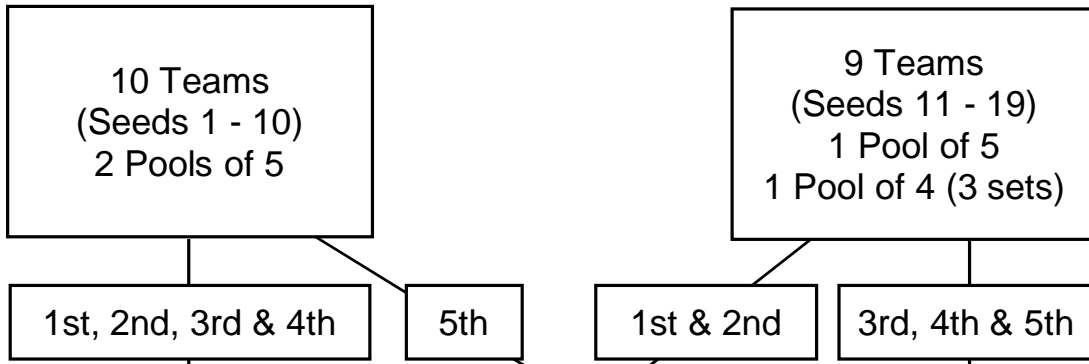 10 Teams
(Seeds 1 - 10)
2 Pools of 5
9 Teams
(Seeds 11 - 19)
1 Pool of 5
1 Pool of 4 (3 sets)
1st, 2nd, 3rd & 4th
5th
1st & 2nd
3rd, 4th & 5th